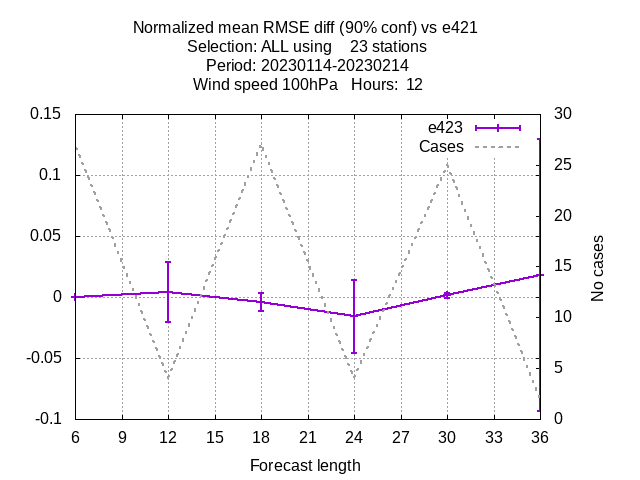 Normalized mean RMSE diff (90% conf) vs e421
Selection: ALL using    23 stations
Period: 20230114-20230214
Wind speed 100hPa   Hours:  12
e423
Cases
0.15
0.1
0.05
0
-0.05
-0.1
30
25
20
15
10
5
0
No cases
6 9 12 15 18 21 24 27 30 33 36
Forecast length